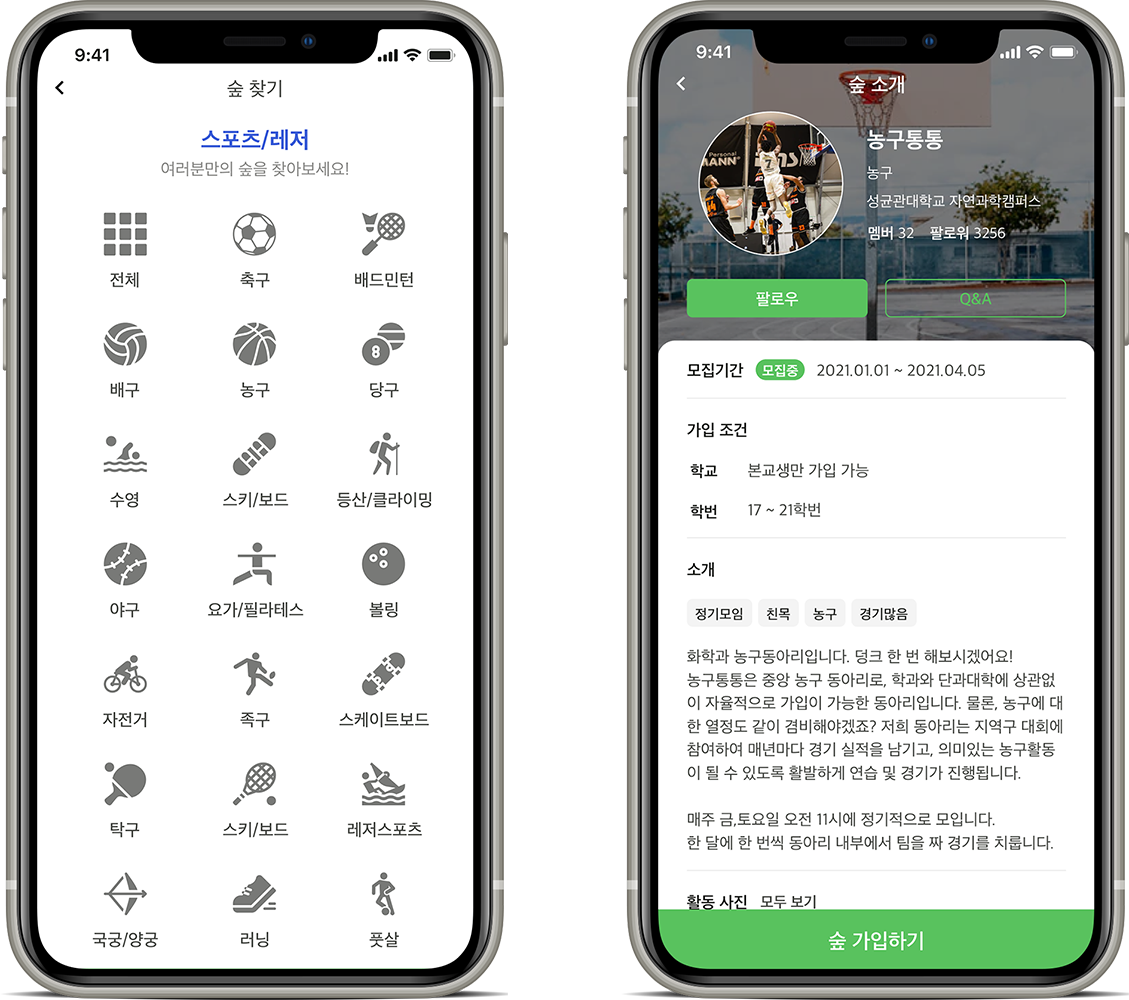 9:41
숲 찾기
스포츠/레저
여러분만의 숲을 찾아보세요!
전체
축구
배드민턴
배구
농구
8
당구
수영
스키/보드
등산/클라이밍
야구
요가/필라테스
볼링
자전거
족구
스케이트보드
탁구
스키/보드
레저스포츠
국궁/양궁
러닝
풋살
9:41
숲 소개
Personal
MANN
7
14
농구통통
농구
성균관대학교 자연과학캠퍼스
멤버 32 팔로워 3256
팔로우
Q&A
모집기간 모집중 2021.01.01 ~ 2021.04.05
가입 조건
학교 본교생만 가입 가능
학번 17 ~ 21학번
소개
정기모임 친목 농구 경기많음
화학과 농구동아리입니다. 덩크 한 번 해보시겠어요!
농구통통은 중앙 농구 동아리로, 학과와 단과대학에 상관없
이 자율적으로 가입이 가능한 동아리입니다. 물론, 농구에 대
한 열정도 같이 겸비해야겠죠? 저희 동아리는 지역구 대회에
참여하여 매년마다 경기 실적을 남기고, 의미있는 농구활동
이 될 수 있도록 활발하게 연습 및 경기가 진행됩니다.
매주 금,토요일 오전 11시에 정기적으로 모입니다.
한 달에 한 번씩 동아리 내부에서 팀을 짜 경기를 치룹니다.
활동 사진 모두 보기
숲 가입하기